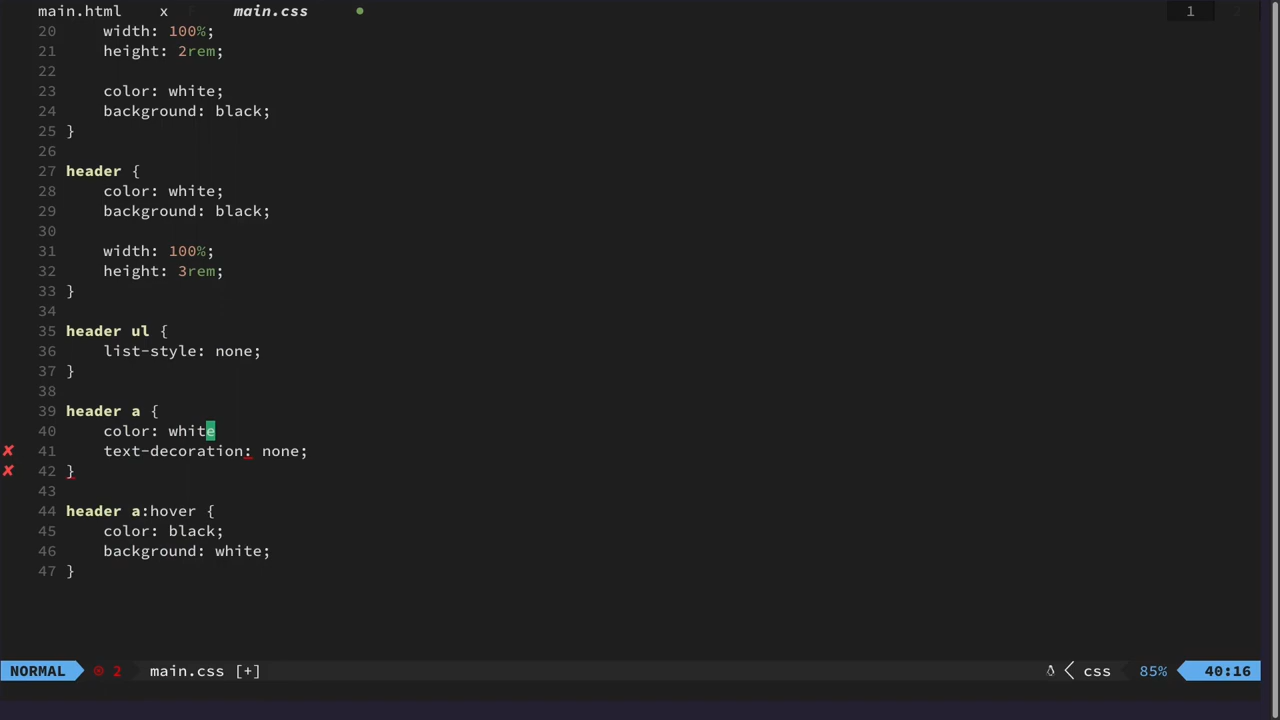 main.html x main.css ● 1
20 width: 100%;
21 height: 2rem;
22
23 color: white;
24 background: black;
25 }
26
27 header {
28 color: white;
29 background: black;
30
31 width: 100%;
32 height: 3rem;
33 }
34
35 header ul {
36 list-style: none;
37 }
38
39 header a {
40 color: white
✘ 41 text-decoration: none;
✘ 42 }
43
44 header a:hover {
45 color: black;
46 background: white;
47 }
NORMAL ⊗ 2 main.css [+] css 85% 40:16